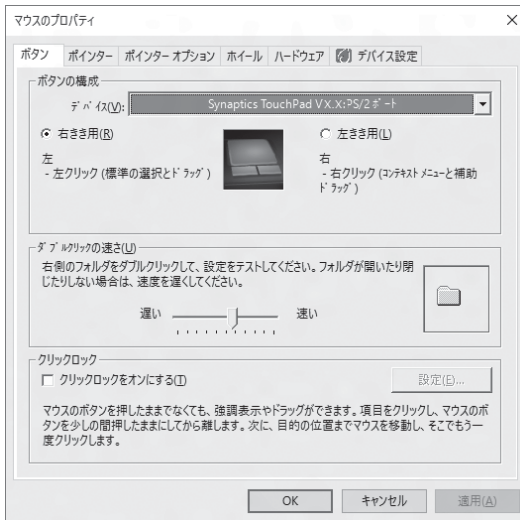 マウスのプロパティ
ボタン ポインター ポインター オプション ホイール ハードウェア デバイス設定
ボタンの構成
ﾃﾞﾊﾞｲｽ(V): Synaptics TouchPad V X.X:PS/2 ﾎﾟｰﾄ
右きき用(R) 左きき用(L)
左 右
- 左クリック (標準の選択とﾄﾞﾗｯｸﾞ) - 右クリック (ｺﾝﾃｷｽﾄ ﾒﾆｭｰと補助
ﾄﾞﾗｯｸﾞ)
ﾀﾞﾌﾞﾙｸﾘｯｸの速さ(U)
右側のフォルダをダブルクリックして、設定をテストしてください。フォルダが開いたり閉
じたりしない場合は、速度を遅くしてください。
遅い 速い
クリックロック
クリックロックをオンにする(T) 設定(E)...
マウスのボタンを押したままでなくても、強調表示やドラッグができます。項目をクリックし、マウスのボ
タンを少しの間押したままにしてから離します。次に、目的の位置までマウスを移動し、そこでもう一
度クリックします。
OK キャンセル 適用(A)